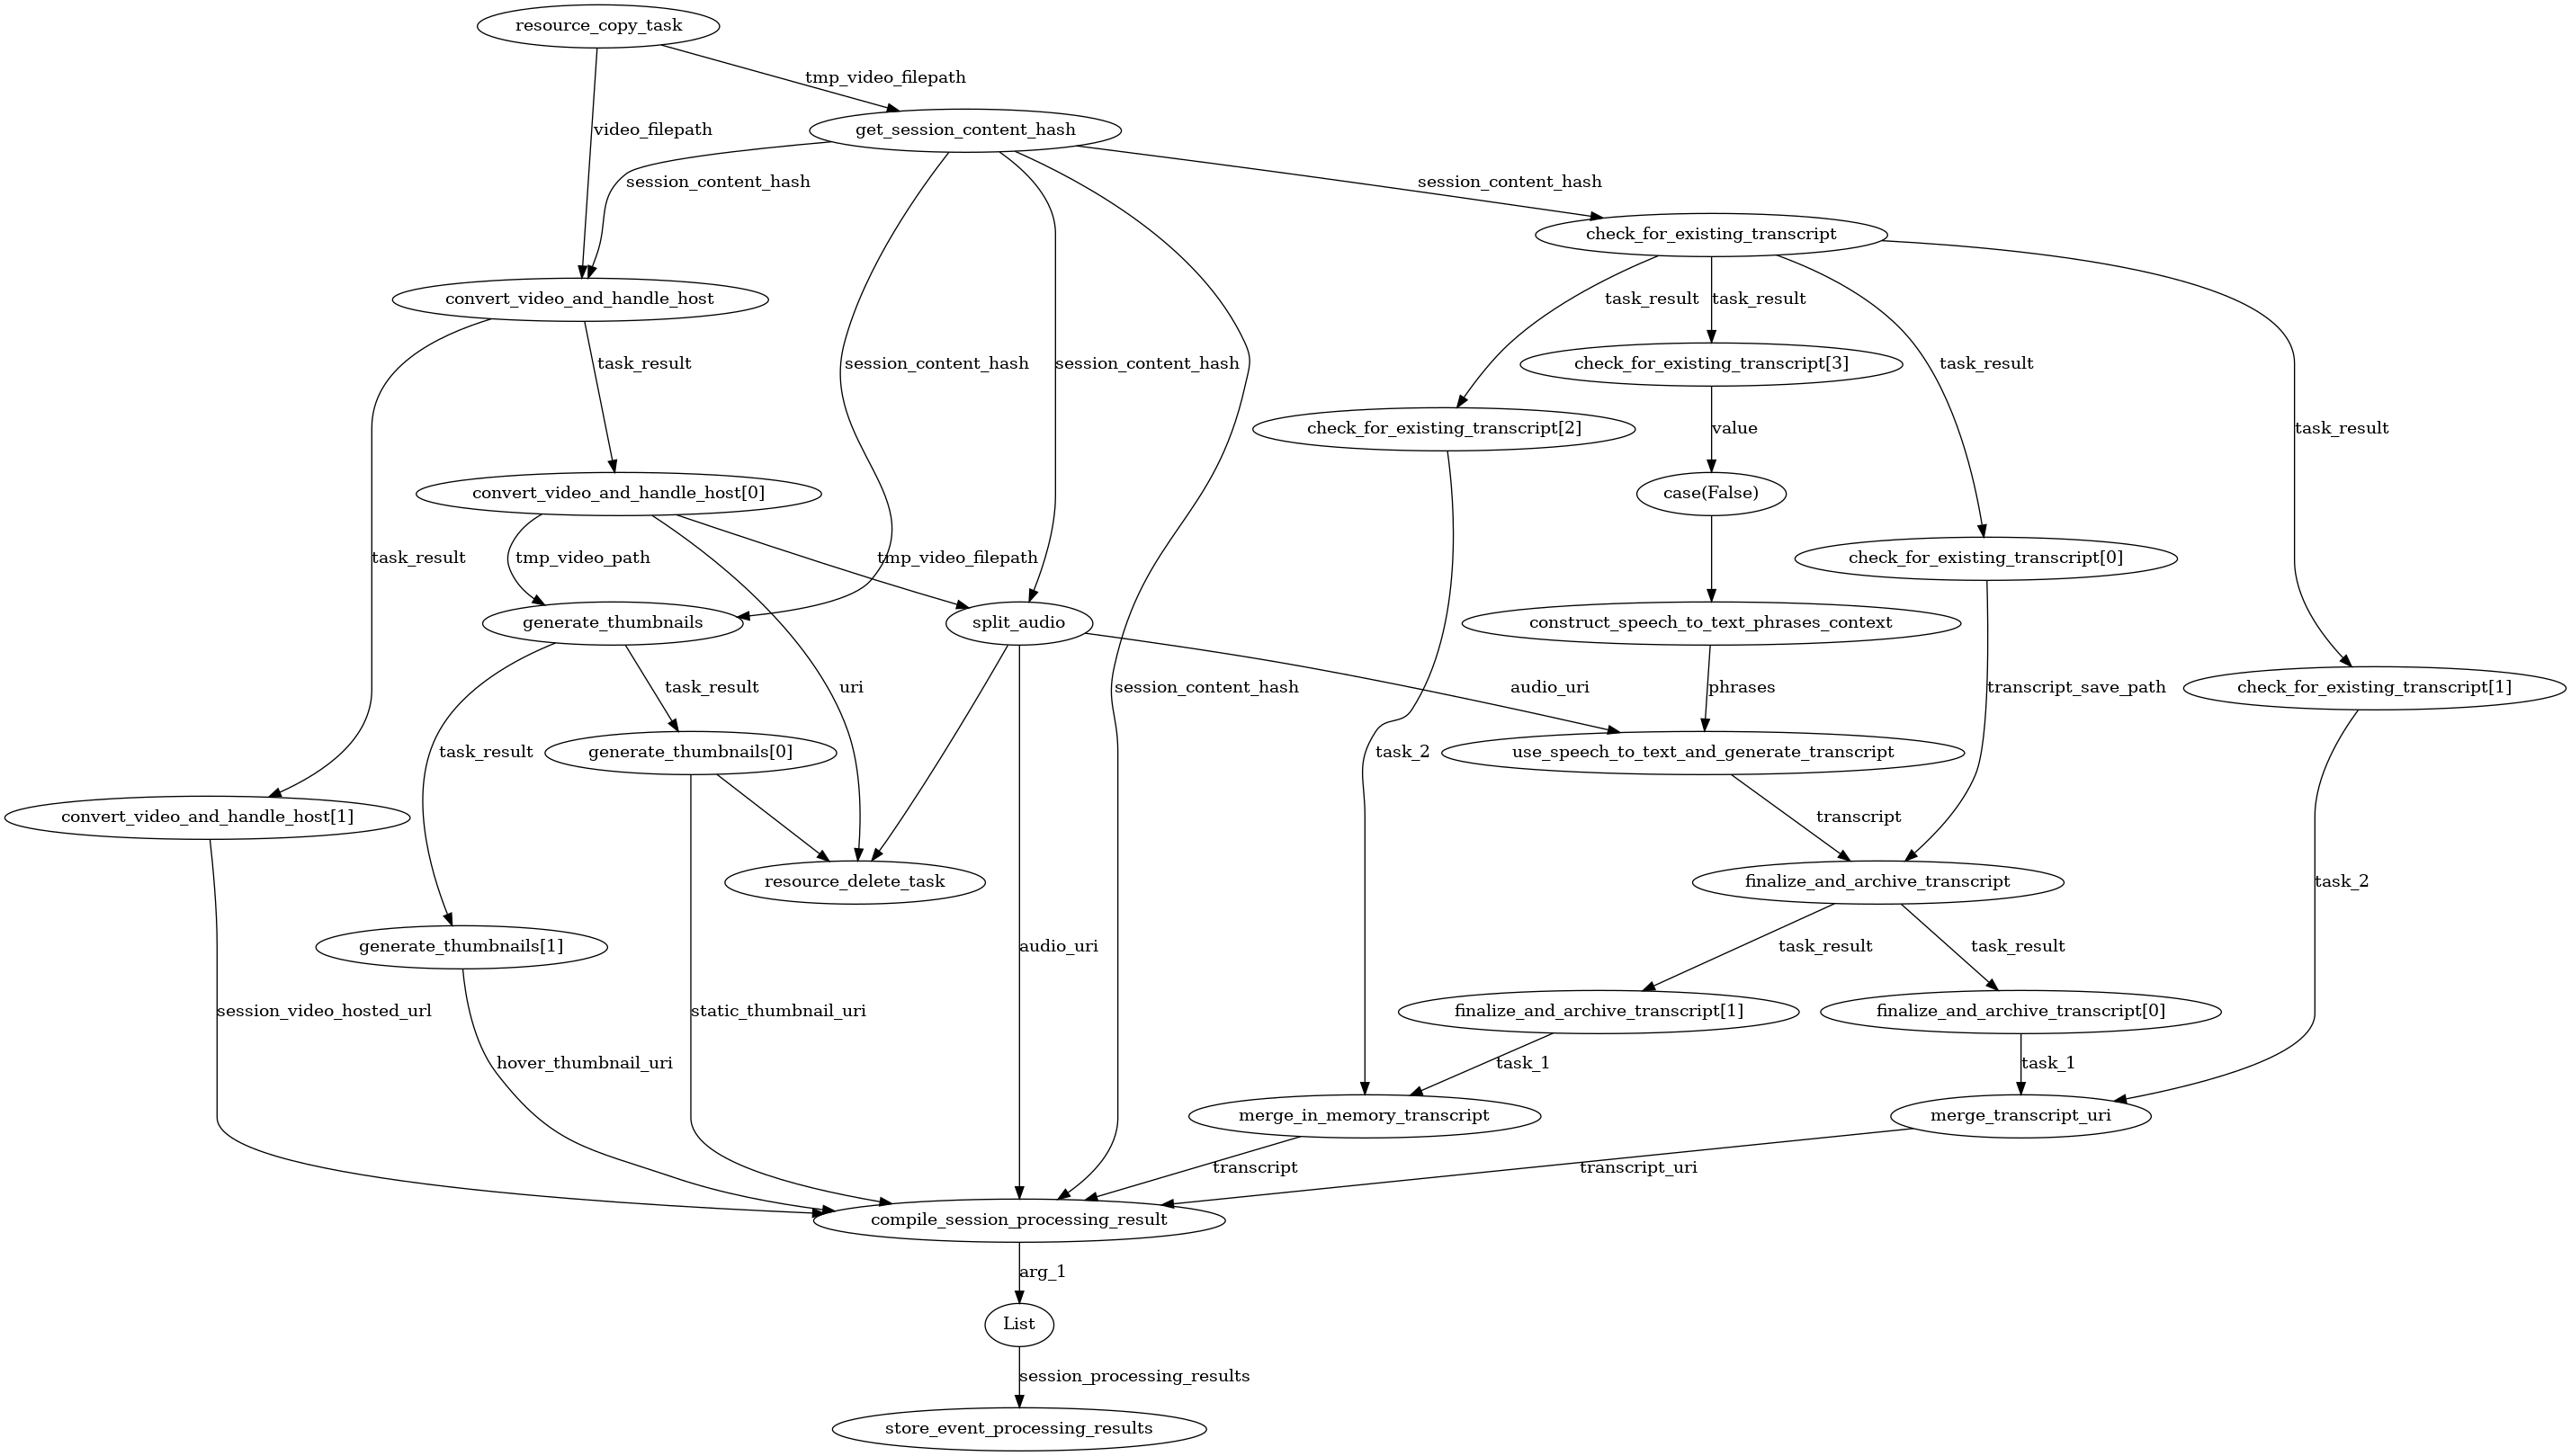 resource_copy_task
tmp_video_filepath
video_filepath
get_session_content_hash
session_content_hash
session_content_hash
check_for_existing_transcript
convert_video_and_handle_host
task_result
task_result
task_result
session_content_hash
session_content_hash
check_for_existing_transcript[3]
task_result
check_for_existing_transcript[2]
value
task_result
convert_video_and_handle_host[0]
case(False)
task_result
tmp_video_path
tmp_video_filepath
check_for_existing_transcript[0]
generate_thumbnails
split_audio
construct_speech_to_text_phrases_context
task_result
uri
session_content_hash
audio_uri
phrases
transcript_save_path
check_for_existing_transcript[1]
task_result
generate_thumbnails[0]
task_2
use_speech_to_text_and_generate_transcript
convert_video_and_handle_host[1]
transcript
resource_delete_task
finalize_and_archive_transcript
task_2
generate_thumbnails[1]
audio_uri
task_result
task_result
session_video_hosted_url
static_thumbnail_uri
finalize_and_archive_transcript[1]
finalize_and_archive_transcript[0]
hover_thumbnail_uri
task_1
task_1
merge_in_memory_transcript
merge_transcript_uri
transcript
transcript_uri
compile_session_processing_result
arg_1
List
session_processing_results
store_event_processing_results